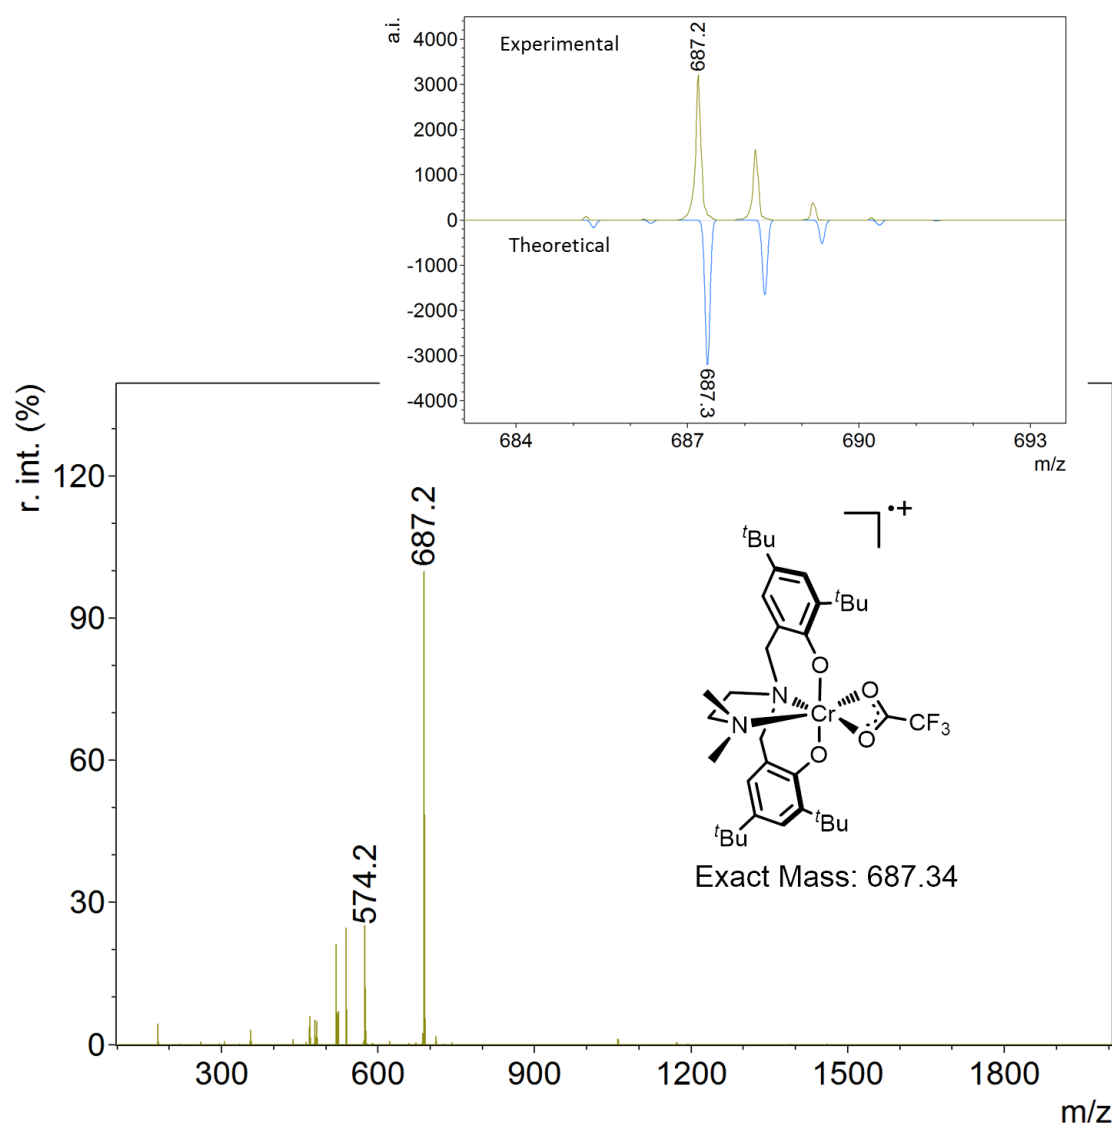 a.i.
4000
3000
2000
1000
0
-1000
-2000
-3000
-4000
Experimental
Theoretical
687.2
687.3
684
687
690
693
m/z
r. int. (%)
120
90
60
30
0
687.2
574.2
•+
tBu
tBu
O
N
N
Cr
O
O
CF3
O
tBu
tBu
Exact Mass: 687.34
300
600
900
1200
1500
1800
m/z